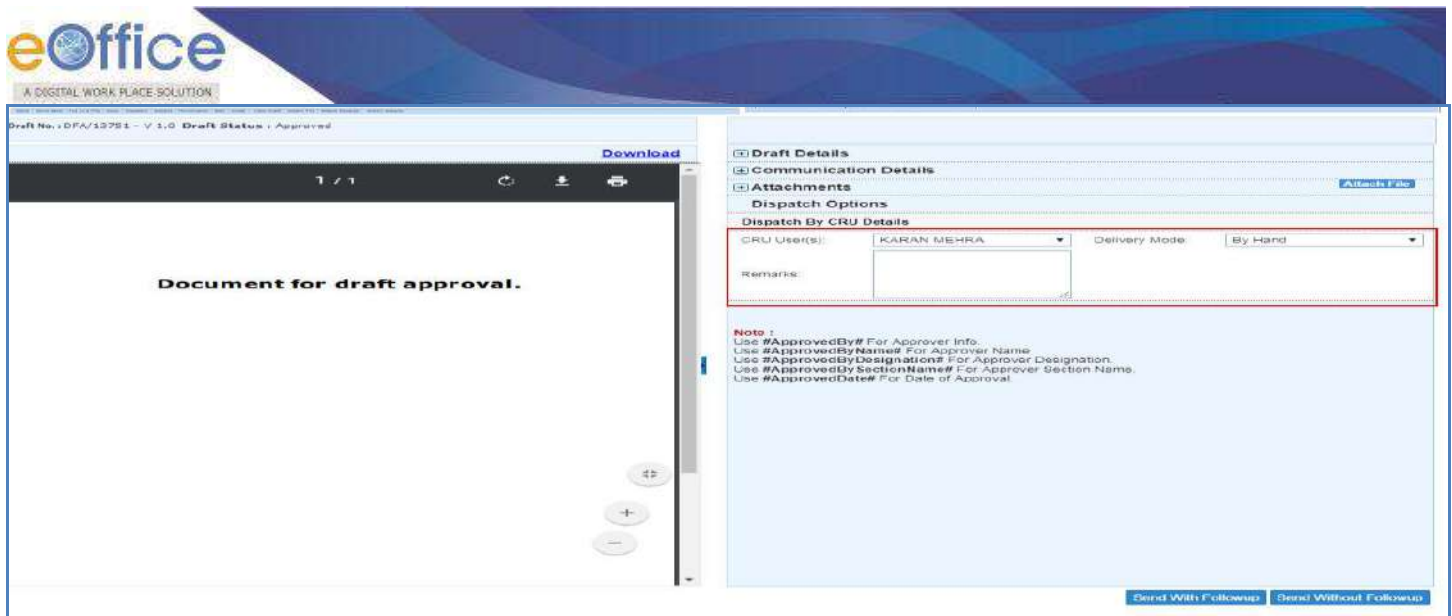 eOffice
A DIGITAL WORK PLACE SOLUTION
Draft No. : DFA/13751 - V 1.0 Draft Status : Approved
Download
1 / 1
Document for draft approval.
Draft Details
Communication Details
Attachments
Attach File
Dispatch Options
Dispatch By CRU Details
CRU User(s):
KARAN MEHRA
Delivery Mode:
By Hand
Remarks:
Note :
Use #ApprovedBy# For Approver Info.
Use #ApprovedByName# For Approver Name
Use #ApprovedByDesignation# For Approver Designation.
Use #ApprovedBySectionName# For Approver Section Name.
Use #ApprovedDate# For Date of Approval
Send With Followup
Send Without Followup